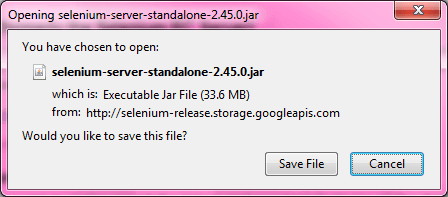 Opening selenium-server-standalone-2.45.0.jar
You have chosen to open:
selenium-server-standalone-2.45.0.jar
which is: Executable Jar File (33.6 MB)
from: http://selenium-release.storage.googleapis.com
Would you like to save this file?
Save File Cancel